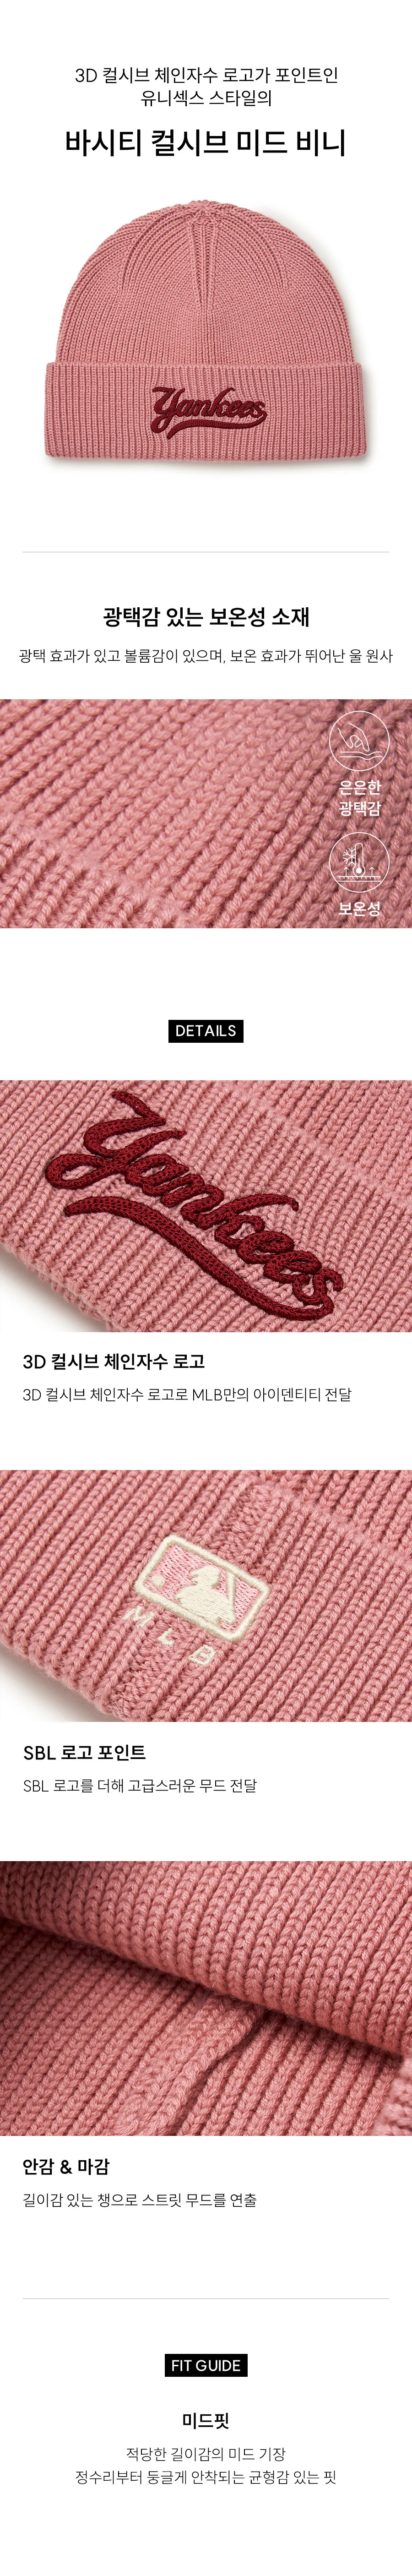 3D 컬시브 체인자수 로고가 포인트인
유니섹스 스타일의
바시티 컬시브 미드 비니
Yankees
광택감 있는 보온성 소재
광택 효과가 있고 볼륨감이 있으며, 보온 효과가 뛰어난 울 원사
은은한
광택감
보온성
DETAILS
Yankees
3D 컬시브 체인자수 로고
3D 컬시브 체인자수 로고로 MLB만의 아이덴티티 전달
MLB
SBL 로고 포인트
SBL 로고를 더해 고급스러운 무드 전달
안감 & 마감
길이감 있는 챙으로 스트릿 무드를 연출
FIT GUIDE
미드핏
적당한 길이감의 미드 기장
정수리부터 둥글게 안착되는 균형감 있는 핏